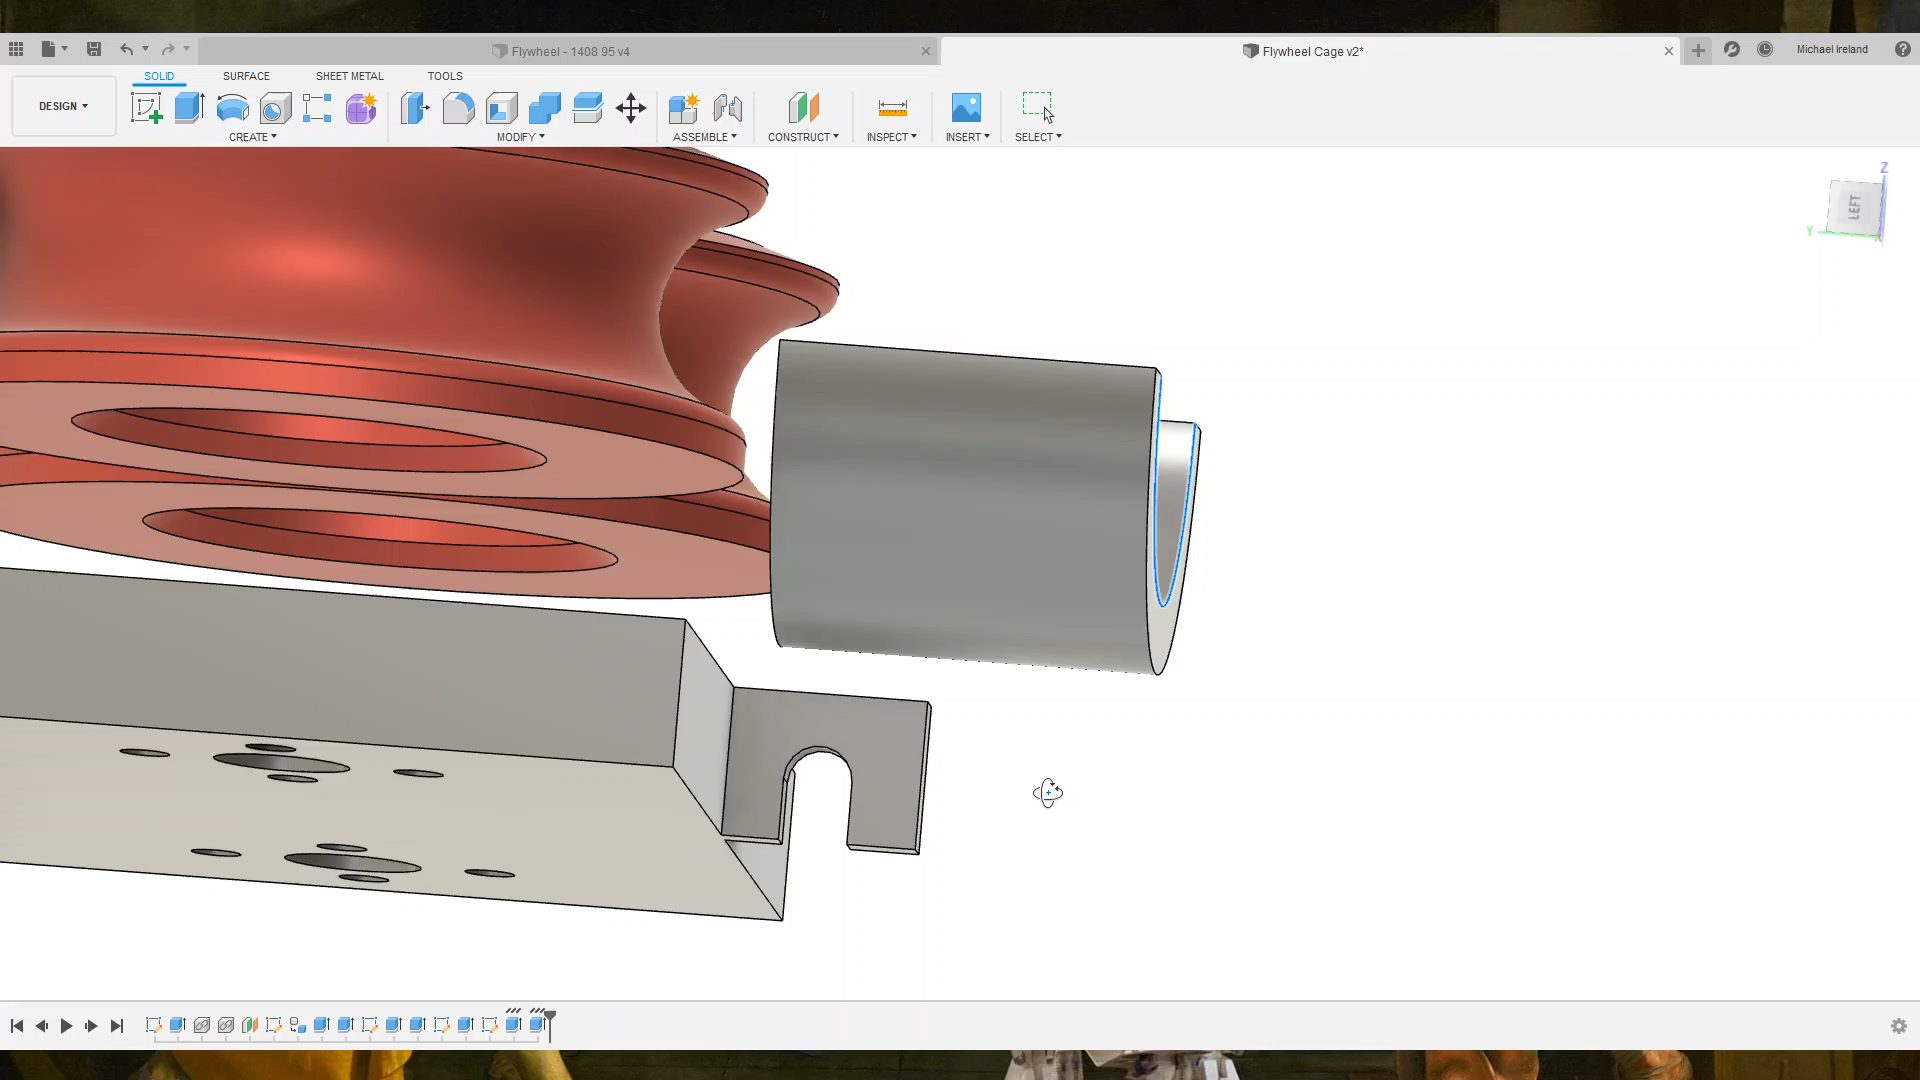 Flywheel - 1408 95 v4
Flywheel Cage v2*
Michael Ireland
DESIGN
SOLID
SURFACE
SHEET METAL
TOOLS
CREATE
MODIFY
ASSEMBLE
CONSTRUCT
INSPECT
INSERT
SELECT
Z
LEFT
Y
X